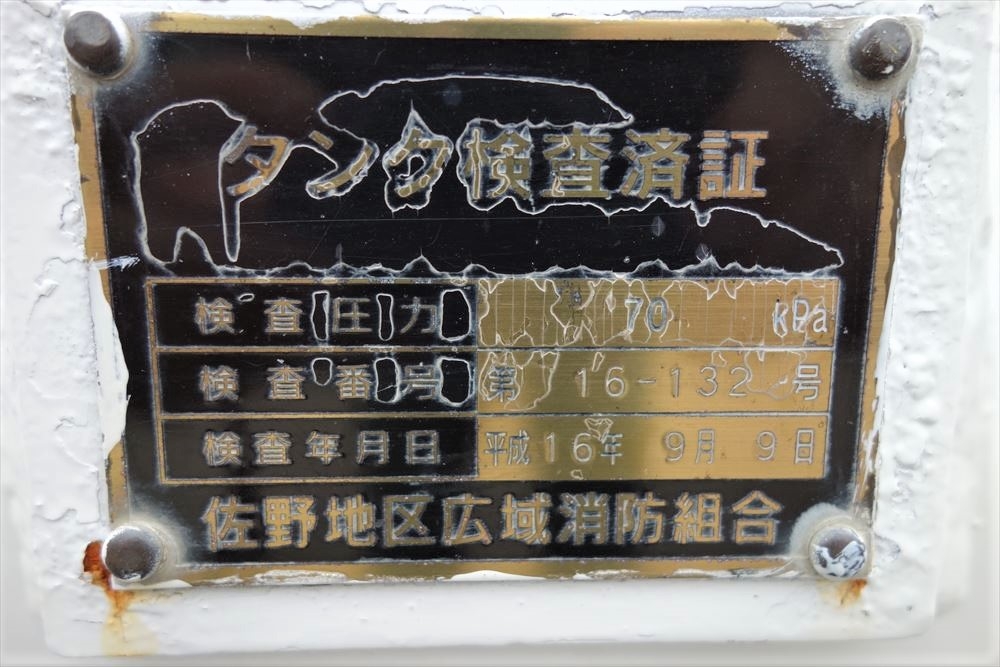 タンク検査済証
検査圧力 70 kPa
検査番号 第 16-132 号
検査年月日 平成16年 9月 9日
佐野地区広域消防組合